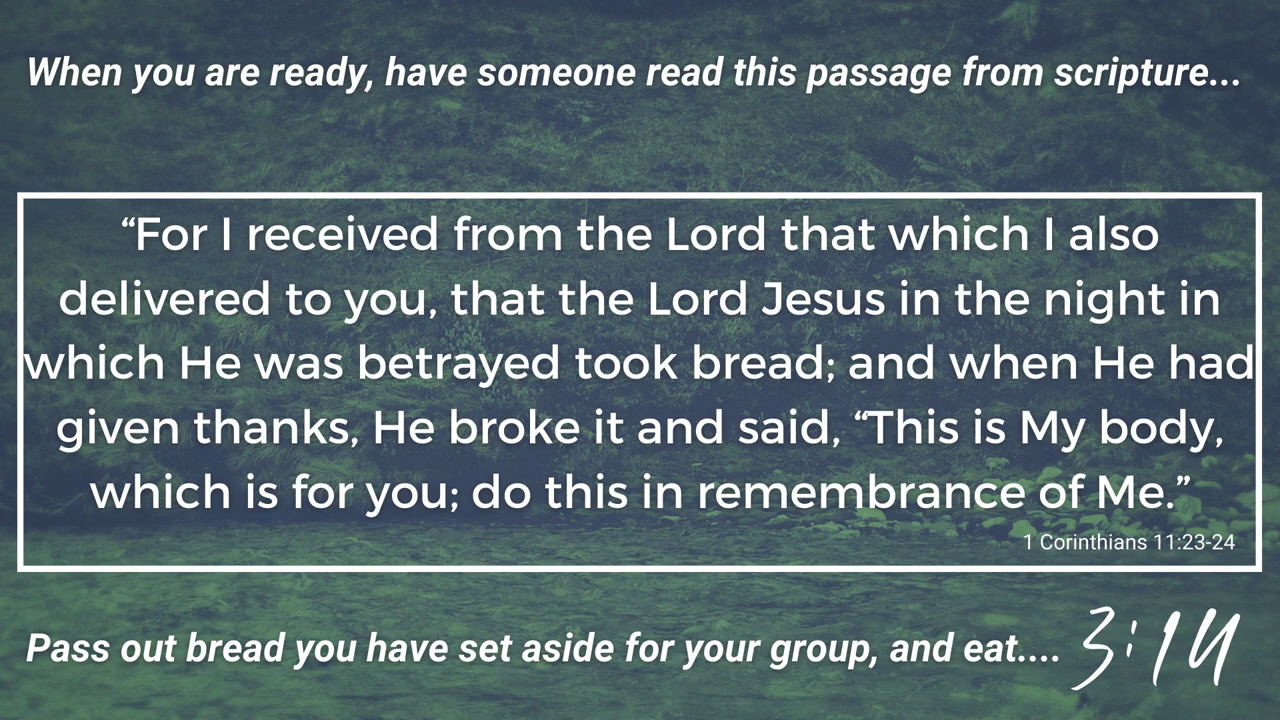 When you are ready, have someone read this passage from scripture...
“For I received from the Lord that which I also
delivered to you, that the Lord Jesus in the night in
which He was betrayed took bread; and when He had
given thanks, He broke it and said, “This is My body,
which is for you; do this in remembrance of Me.”
1 Corinthians 11:23-24
Pass out bread you have set aside for your group, and eat....
3:14